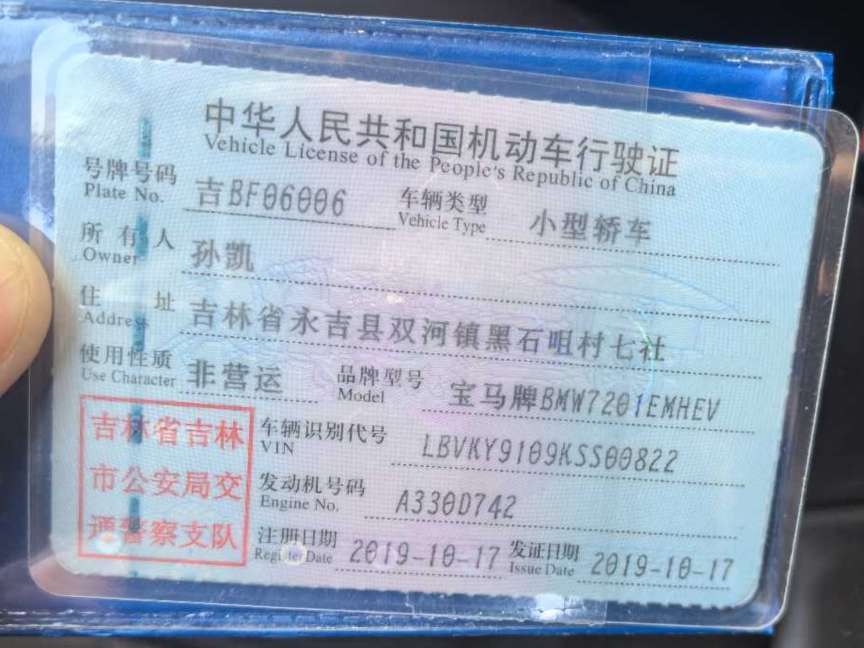 中华人民共和国机动车行驶证
Vehicle License of the People's Republic of China
号牌号码 吉BF06006 车辆类型 小型轿车
Plate No. Vehicle Type
所有人 孙凯
Owner
住址 吉林省永吉县双河镇黑石咀村七社
Address
使用性质 非营运 品牌型号 宝马牌BMW7201EMHEV
Use Character Model
吉林省吉林
市公安局交
通警察支队
车辆识别代号 LBVKY9109KSS00822
VIN
发动机号码 A330D742
Engine No.
注册日期 2019-10-17 发证日期 2019-10-17
Register Date Issue Date